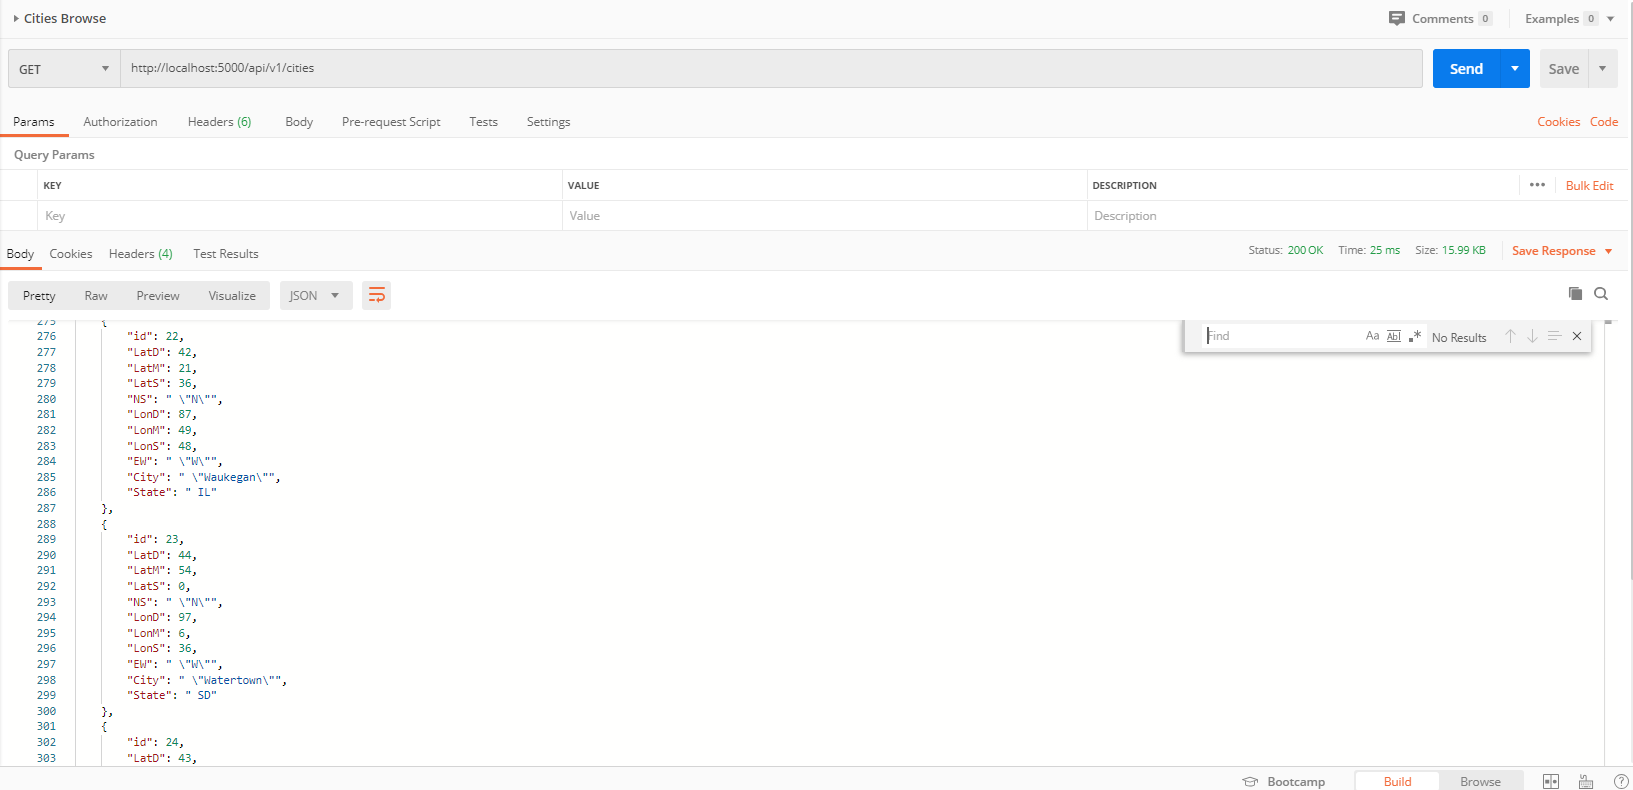 Cities Browse
Comments 0 Examples 0
GET http://localhost:5000/api/v1/cities Send Save
Params Authorization Headers (6) Body Pre-request Script Tests Settings Cookies Code
Query Params
KEY VALUE DESCRIPTION ••• Bulk Edit
Key Value Description
Body Cookies Headers (4) Test Results Status: 200 OK Time: 25 ms Size: 15.99 KB Save Response
Pretty Raw Preview Visualize JSON
275 {
Find Aa Abl .* No Results
276 "id": 22,
277 "LatD": 42,
278 "LatM": 21,
279 "LatS": 36,
280 "NS": " \"N\"",
281 "LonD": 87,
282 "LonM": 49,
283 "LonS": 48,
284 "EW": " \"W\"",
285 "City": " \"Waukegan\"",
286 "State": " IL"
287 },
288 {
289 "id": 23,
290 "LatD": 44,
291 "LatM": 54,
292 "LatS": 0,
293 "NS": " \"N\"",
294 "LonD": 97,
295 "LonM": 6,
296 "LonS": 36,
297 "EW": " \"W\"",
298 "City": " \"Watertown\"",
299 "State": " SD"
300 },
301 {
302 "id": 24,
303 "LatD": 43,
Bootcamp Build Browse